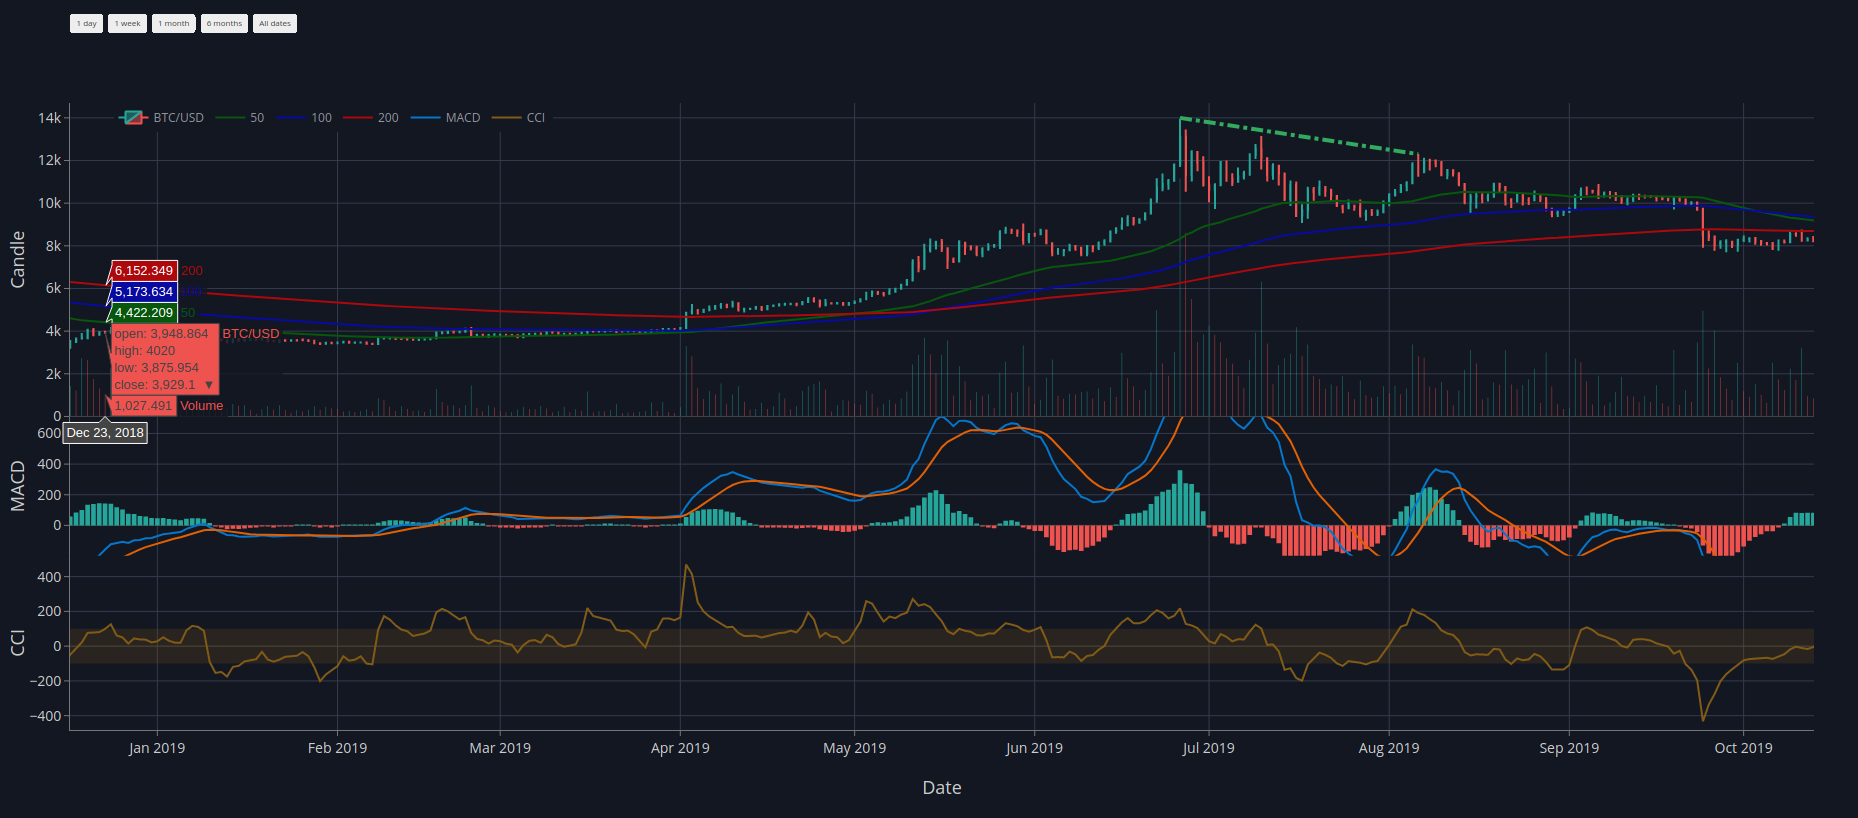 1 day 1 week 1 month 6 months All dates
14k
12k
10k
8k
6k
4k
2k
0
Candle
BTC/USD 50 100 200 MACD CCI
6,152.349 200
5,173.634 100
4,422.209 50
open: 3,948.864 BTC/USD
high: 4020
low: 3,875.954
close: 3,929.1 ▼
1,027.491 Volume
Dec 23, 2018
600
400
200
0
MACD
400
200
0
−200
−400
CCI
Jan 2019 Feb 2019 Mar 2019 Apr 2019 May 2019 Jun 2019 Jul 2019 Aug 2019 Sep 2019 Oct 2019
Date